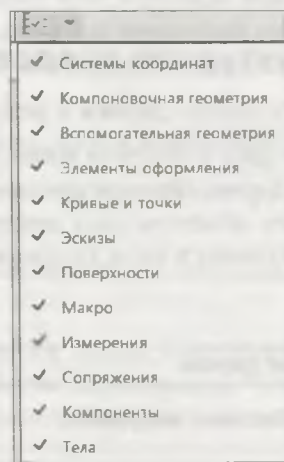 Системы координат
Компоновочная геометрия
Вспомогательная геометрия
Элементы оформления
Кривые и точки
Эскизы
Поверхности
Макро
Измерения
Сопряжения
Компоненты
Тела